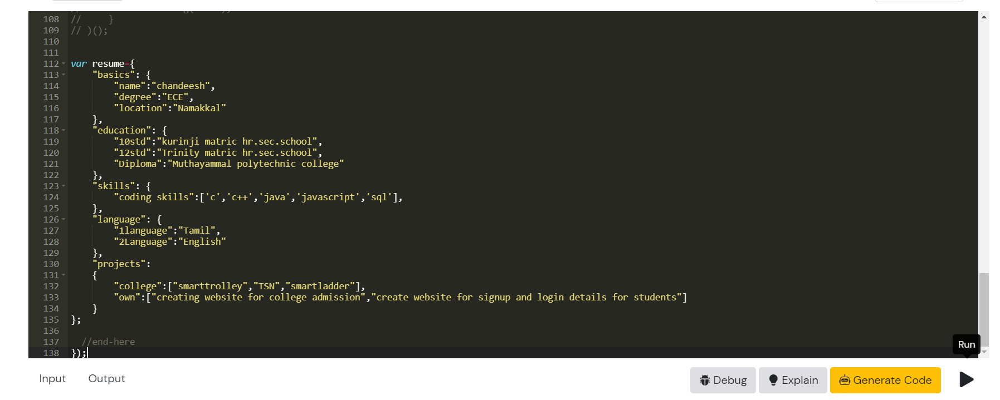 108 //     }
109 // )();
110
111
112 var resume={
113     "basics": {
114         "name":"chandeesh",
115         "degree":"ECE",
116         "location":"Namakkal"
117     },
118     "education": {
119         "10std":"kurinji matric hr.sec.school",
120         "12std":"Trinity matric hr.sec.school",
121         "Diploma":"Muthayammal polytechnic college"
122     },
123     "skills": {
124         "coding skills":['c','c++','java','javascript','sql'],
125     },
126     "language": {
127         "1language":"Tamil",
128         "2Language":"English"
129     },
130     "projects":
131     {
132         "college":["smarttrolley","TSN","smartladder"],
133         "own":["creating website for college admission","create website for signup and login details for students"]
134     }
135 };
136
137   //end-here
138 });
Run
Input Output Debug Explain Generate Code